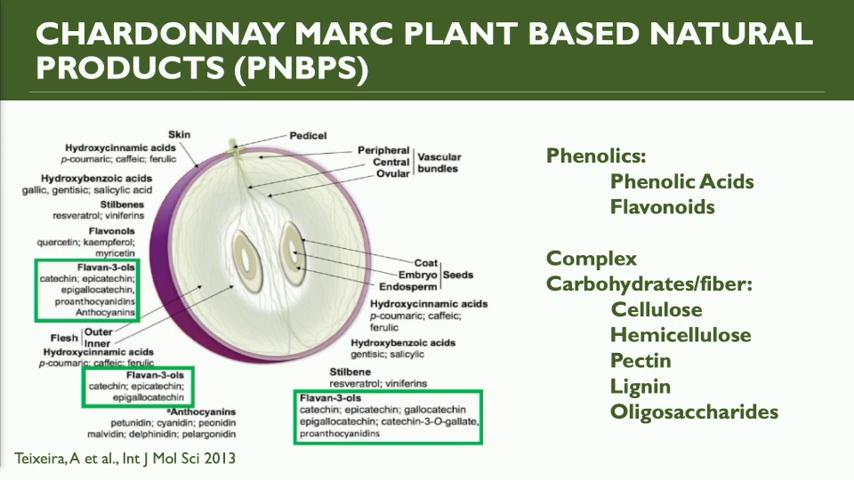 CHARDONNAY MARC PLANT BASED NATURAL
PRODUCTS (PNBPS)
Skin
Hydroxycinnamic acids
p-coumaric; caffeic; ferulic
Hydroxybenzoic acids
gallic, gentisic; salicylic acid
Stilbenes
resveratrol; viniferins
Flavonols
quercetin; kaempferol;
myricetin
Flavan-3-ols
catechin; epicatechin;
epigallocatechin,
proanthocyanidins
Anthocyanins
Flesh
Outer
Inner
Hydroxycinnamic acids
p-coumaric; caffeic; ferulic
Flavan-3-ols
catechin; epicatechin;
epigallocatechin
*Anthocyanins
petunidin; cyanidin; peonidin
malvidin; delphinidin; pelargonidin
Pedicel
Peripheral
Central
Ovular
Vascular
bundles
Coat
Embryo
Endosperm
Seeds
Hydroxycinnamic acids
p-coumaric; caffeic;
ferulic
Hydroxybenzoic acids
gentisic; salicylic
Stilbene
resveratrol; viniferins
Flavan-3-ols
catechin; epicatechin; gallocatechin
epigallocatechin; catechin-3-O-gallate,
proanthocyanidins
Phenolics:
Phenolic Acids
Flavonoids
Complex
Carbohydrates/fiber:
Cellulose
Hemicellulose
Pectin
Lignin
Oligosaccharides
Teixeira, A et al., Int J Mol Sci 2013